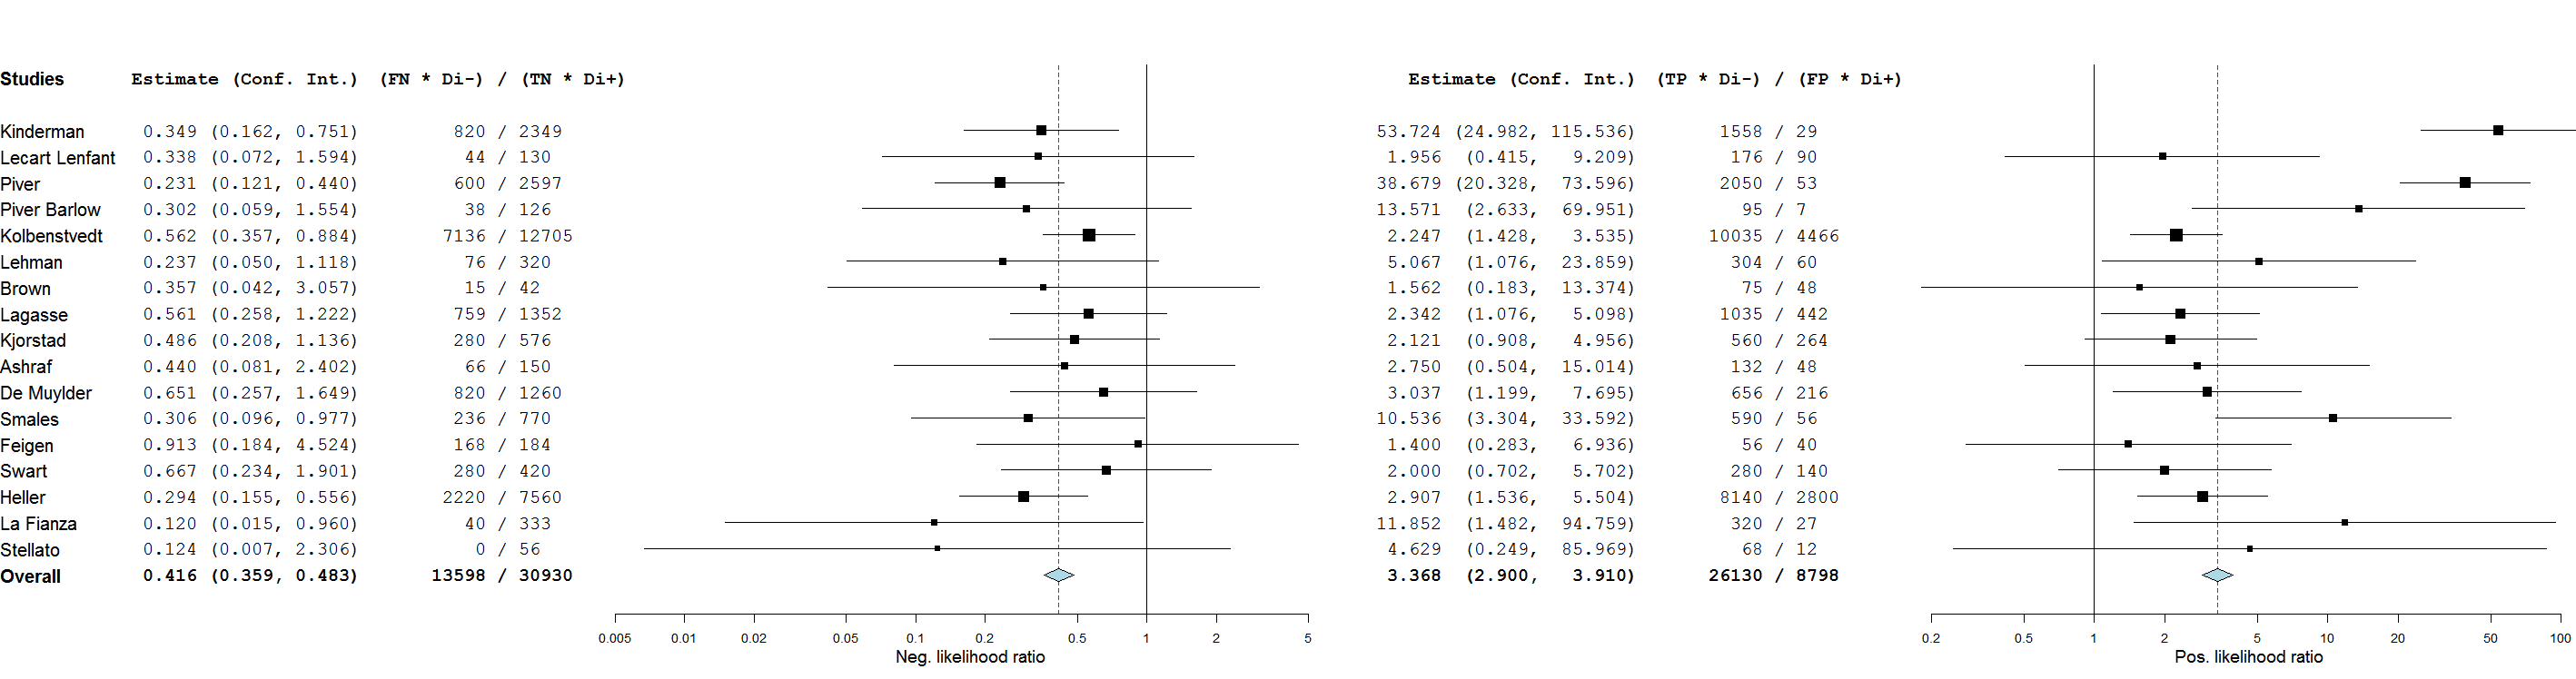 Studies Estimate (Conf. Int.) (FN * Di-) / (TN * Di+) Estimate (Conf. Int.) (TP * Di-) / (FP * Di+)
Kinderman 0.349 (0.162, 0.751) 820 / 2349 53.724 (24.982, 115.536) 1558 / 29
Lecart Lenfant 0.338 (0.072, 1.594) 44 / 130 1.956 (0.415, 9.209) 176 / 90
Piver 0.231 (0.121, 0.440) 600 / 2597 38.679 (20.328, 73.596) 2050 / 53
Piver Barlow 0.302 (0.059, 1.554) 38 / 126 13.571 (2.633, 69.951) 95 / 7
Kolbenstvedt 0.562 (0.357, 0.884) 7136 / 12705 2.247 (1.428, 3.535) 10035 / 4466
Lehman 0.237 (0.050, 1.118) 76 / 320 5.067 (1.076, 23.859) 304 / 60
Brown 0.357 (0.042, 3.057) 15 / 42 1.562 (0.183, 13.374) 75 / 48
Lagasse 0.561 (0.258, 1.222) 759 / 1352 2.342 (1.076, 5.098) 1035 / 442
Kjorstad 0.486 (0.208, 1.136) 280 / 576 2.121 (0.908, 4.956) 560 / 264
Ashraf 0.440 (0.081, 2.402) 66 / 150 2.750 (0.504, 15.014) 132 / 48
De Muylder 0.651 (0.257, 1.649) 820 / 1260 3.037 (1.199, 7.695) 656 / 216
Smales 0.306 (0.096, 0.977) 236 / 770 10.536 (3.304, 33.592) 590 / 56
Feigen 0.913 (0.184, 4.524) 168 / 184 1.400 (0.283, 6.936) 56 / 40
Swart 0.667 (0.234, 1.901) 280 / 420 2.000 (0.702, 5.702) 280 / 140
Heller 0.294 (0.155, 0.556) 2220 / 7560 2.907 (1.536, 5.504) 8140 / 2800
La Fianza 0.120 (0.015, 0.960) 40 / 333 11.852 (1.482, 94.759) 320 / 27
Stellato 0.124 (0.007, 2.306) 0 / 56 4.629 (0.249, 85.969) 68 / 12
Overall 0.416 (0.359, 0.483) 13598 / 30930 3.368 (2.900, 3.910) 26130 / 8798
0.005 0.01 0.02 0.05 0.1 0.2 0.5 1 2 5 0.2 0.5 1 2 5 10 20 50 100
Neg. likelihood ratio Pos. likelihood ratio